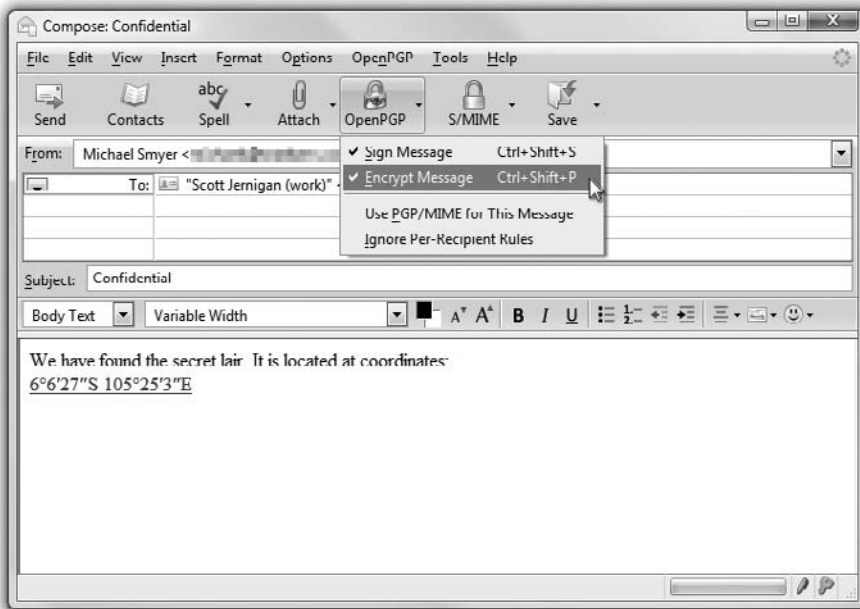 Compose: Confidential
File Edit View Insert Format Options OpenPGP Tools Help
Send Contacts abc Spell Attach OpenPGP S/MIME Save
From: Michael Smyer <
Sign Message Ctrl+Shift+S
Encrypt Message Ctrl+Shift+P
Use PGP/MIME for This Message
Ignore Per-Recipient Rules
To: "Scott Jernigan (work)"
Subject: Confidential
Body Text Variable Width A A B I U
We have found the secret lair. It is located at coordinates:
6°6'27"S 105°25'3"E